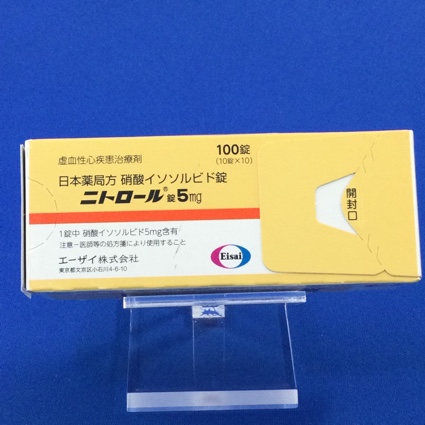 虚血性心疾患治療剤
100錠
(10錠×10)
日本薬局方 硝酸イソソルビド錠
ニトロール®錠5mg
1錠中 硝酸イソソルビド5mg含有
注意-医師等の処方箋により使用すること
エーザイ株式会社
東京都文京区小石川4-6-10
Eisai
開封口